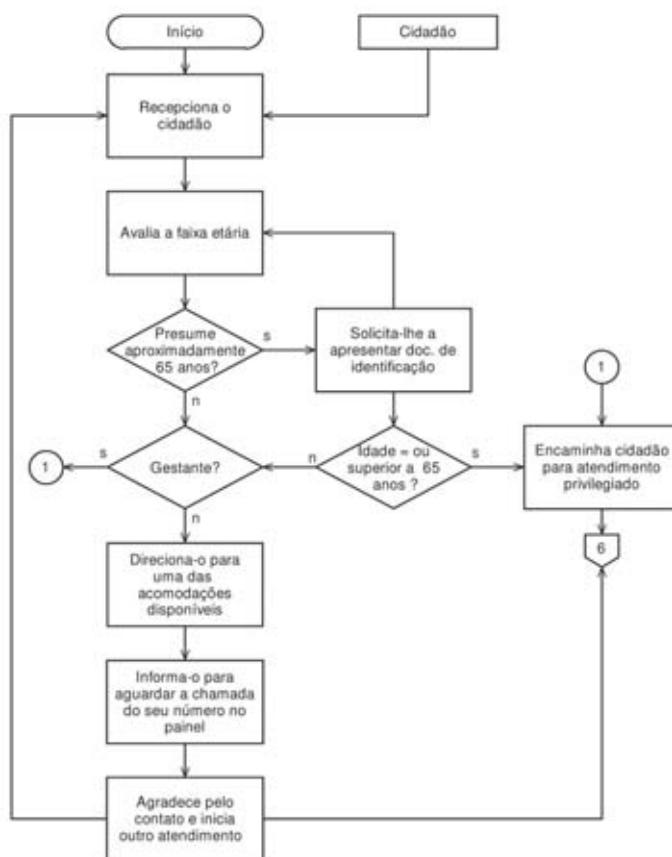 Início
Cidadão
Recepciona o
cidadão
Avalia a faixa etária
Presume
aproximadamente
65 anos?
s
n
Solicita-lhe a
apresentar doc. de
identificação
1
Gestante?
s
n
1
Idade = ou
superior a 65
anos ?
n
s
Encaminha cidadão
para atendimento
privilegiado
6
Direciona-o para
uma das
acomodações
disponíveis
Informa-o para
aguardar a chamada
do seu número no
painel
Agradece pelo
contato e inicia
outro atendimento